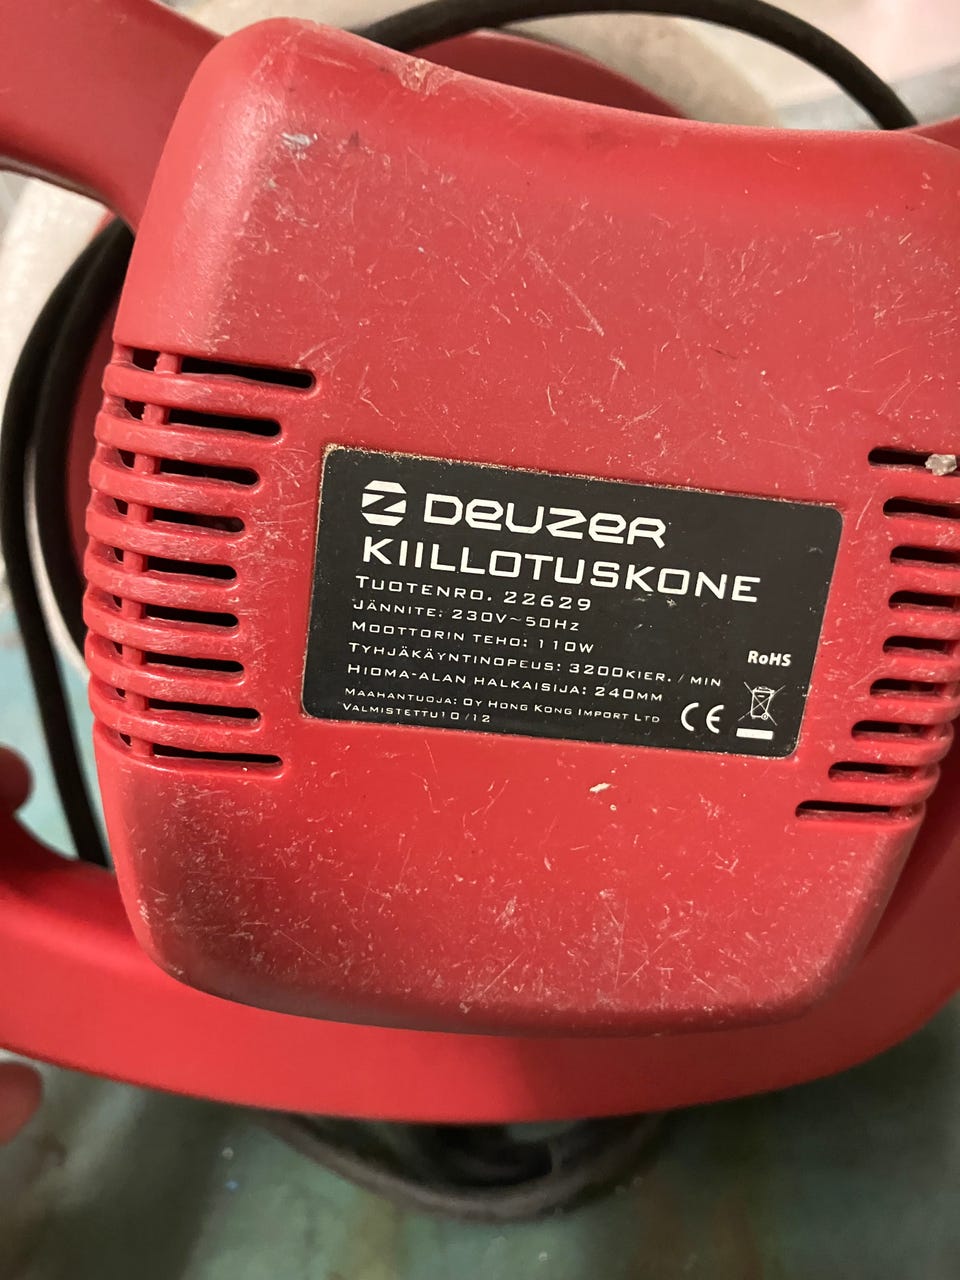 DEUZER
KIILLOTUSKONE
TUOTENRO. 22629
JÄNNITE: 230V~50HZ
MOOTTORIN TEHO: 110W
TYHJÄKÄYNTINOPEUS: 3200KIER. / MIN
HIOMA-ALAN HALKAISIJA: 240MM
MAAHANTUOJA: OY HONG KONG IMPORT LTD
VALMISTETTU10/12
RoHS
CE